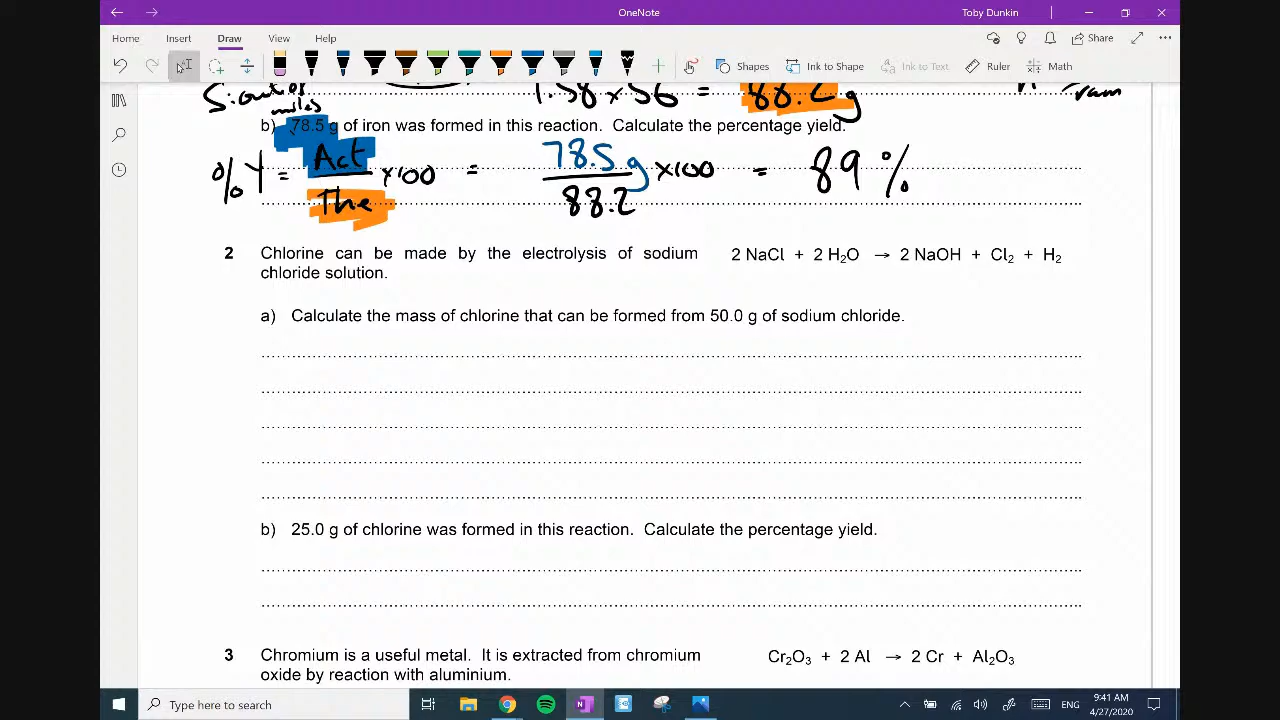 OneNote
Toby Dunkin
Home Insert Draw View Help
Share
Shapes Ink to Shape Ink to Text Ruler Math
1.58 x 56 = 88.2 g
b) 78.5 g of iron was formed in this reaction. Calculate the percentage yield.
%Y = Act x100 = 78.5g x100 = 89 %
The 88.2
2 Chlorine can be made by the electrolysis of sodium 2 NaCl + 2 H₂O → 2 NaOH + Cl₂ + H₂
chloride solution.
a) Calculate the mass of chlorine that can be formed from 50.0 g of sodium chloride.
b) 25.0 g of chlorine was formed in this reaction. Calculate the percentage yield.
3 Chromium is a useful metal. It is extracted from chromium Cr₂O₃ + 2 Al → 2 Cr + Al₂O₃
oxide by reaction with aluminium.
Type here to search
ENG
9:41 AM
4/27/2020